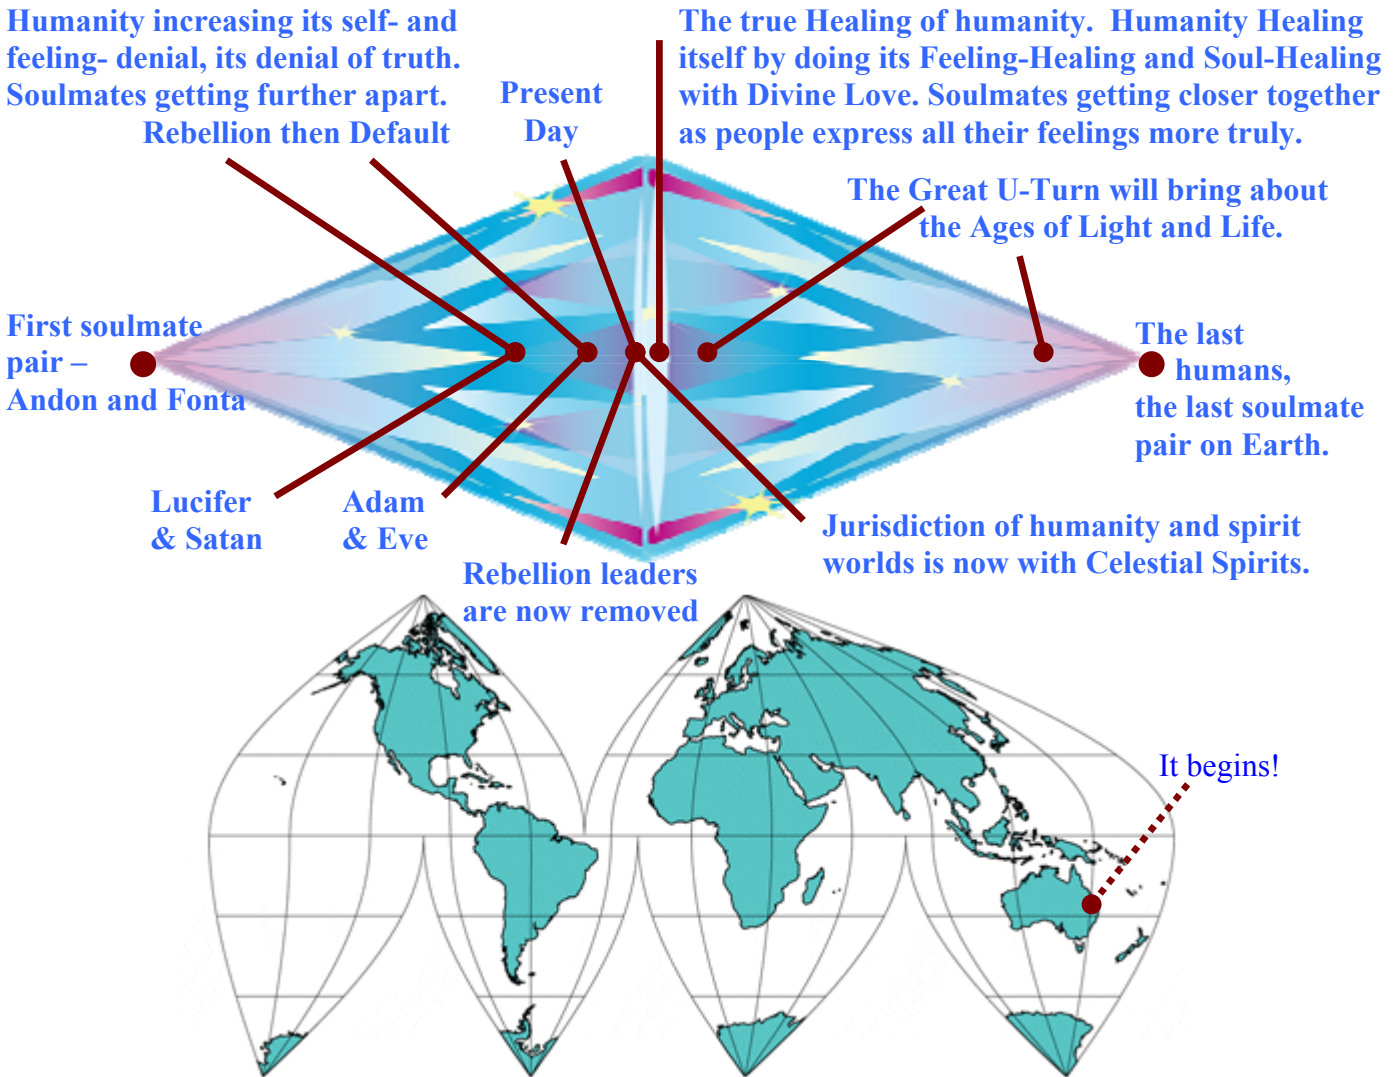 Humanity increasing its self- and
feeling- denial, its denial of truth.
Soulmates getting further apart.
Rebellion then Default
Present
Day
The true Healing of humanity.  Humanity Healing
itself by doing its Feeling-Healing and Soul-Healing
with Divine Love. Soulmates getting closer together
as people express all their feelings more truly.
The Great U-Turn will bring about
the Ages of Light and Life.
First soulmate
pair –
Andon and Fonta
The last
humans,
the last soulmate
pair on Earth.
Lucifer
& Satan
Adam
& Eve
Rebellion leaders
are now removed
Jurisdiction of humanity and spirit
worlds is now with Celestial Spirits.
It begins!